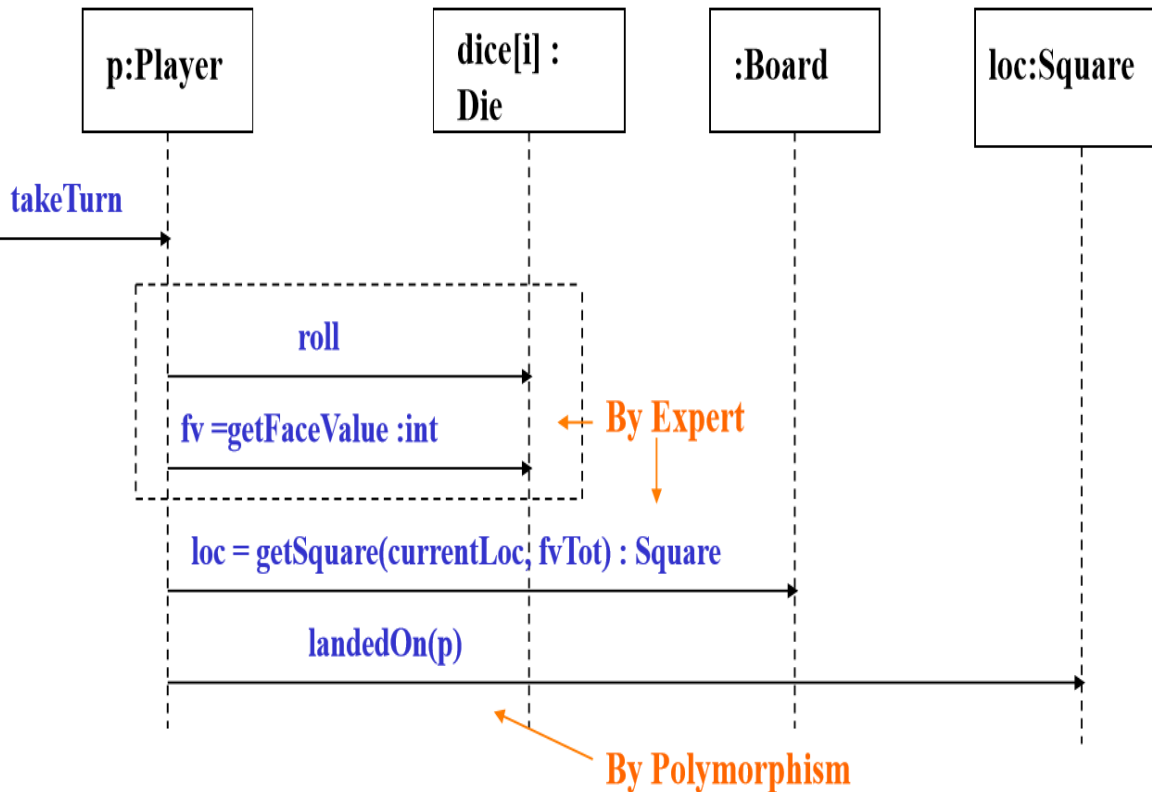 p:Player
dice[i] :
Die
:Board
loc:Square
takeTurn
roll
fv =getFaceValue :int
By Expert
loc = getSquare(currentLoc, fvTot) : Square
landedOn(p)
By Polymorphism